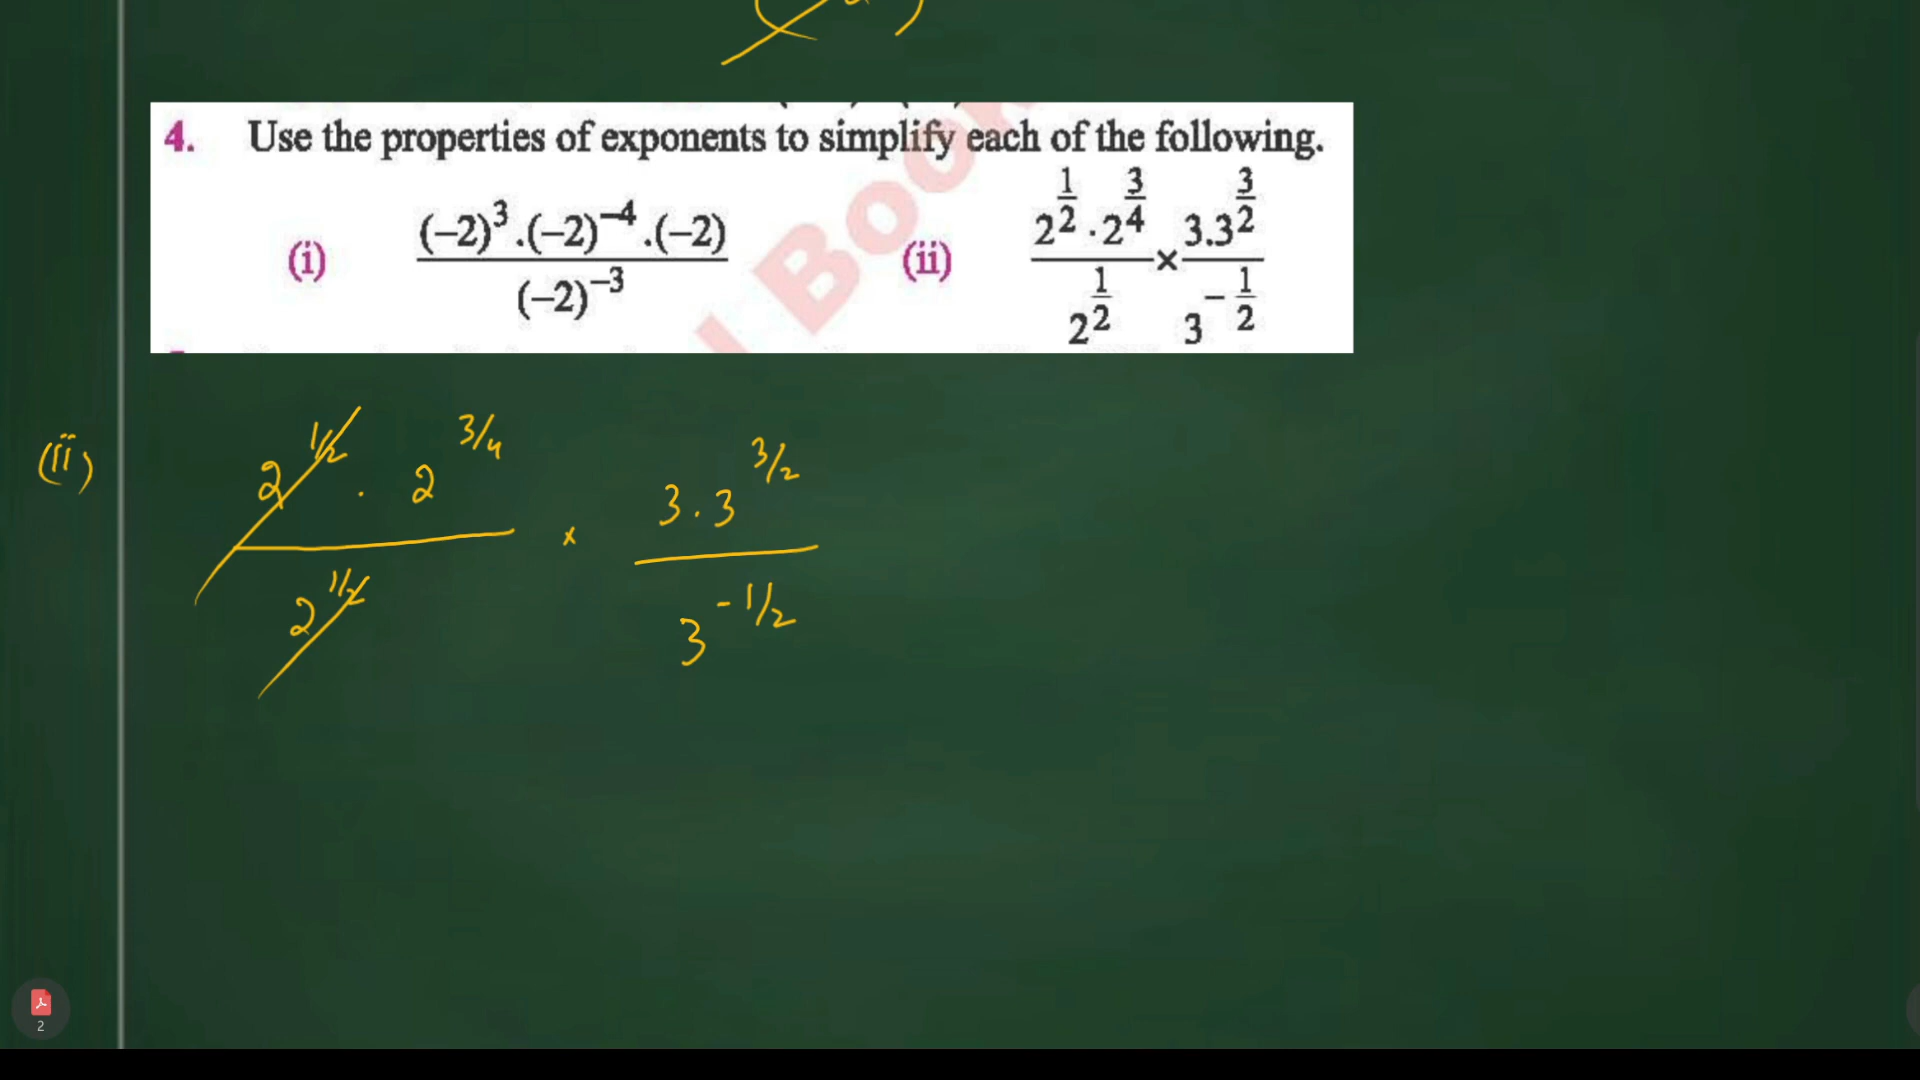 4. Use the properties of exponents to simplify each of the following.
(i) (–2)³.(–2)⁻⁴.(–2) / (–2)⁻³ (ii) 2^(1/2) · 2^(3/4) / 2^(1/2) × 3.3^(3/2) / 3^(–1/2)
(ii) 2^(1/2) . 2^(3/4) / 2^(1/2) × 3.3^(3/2) / 3^(-1/2)
2